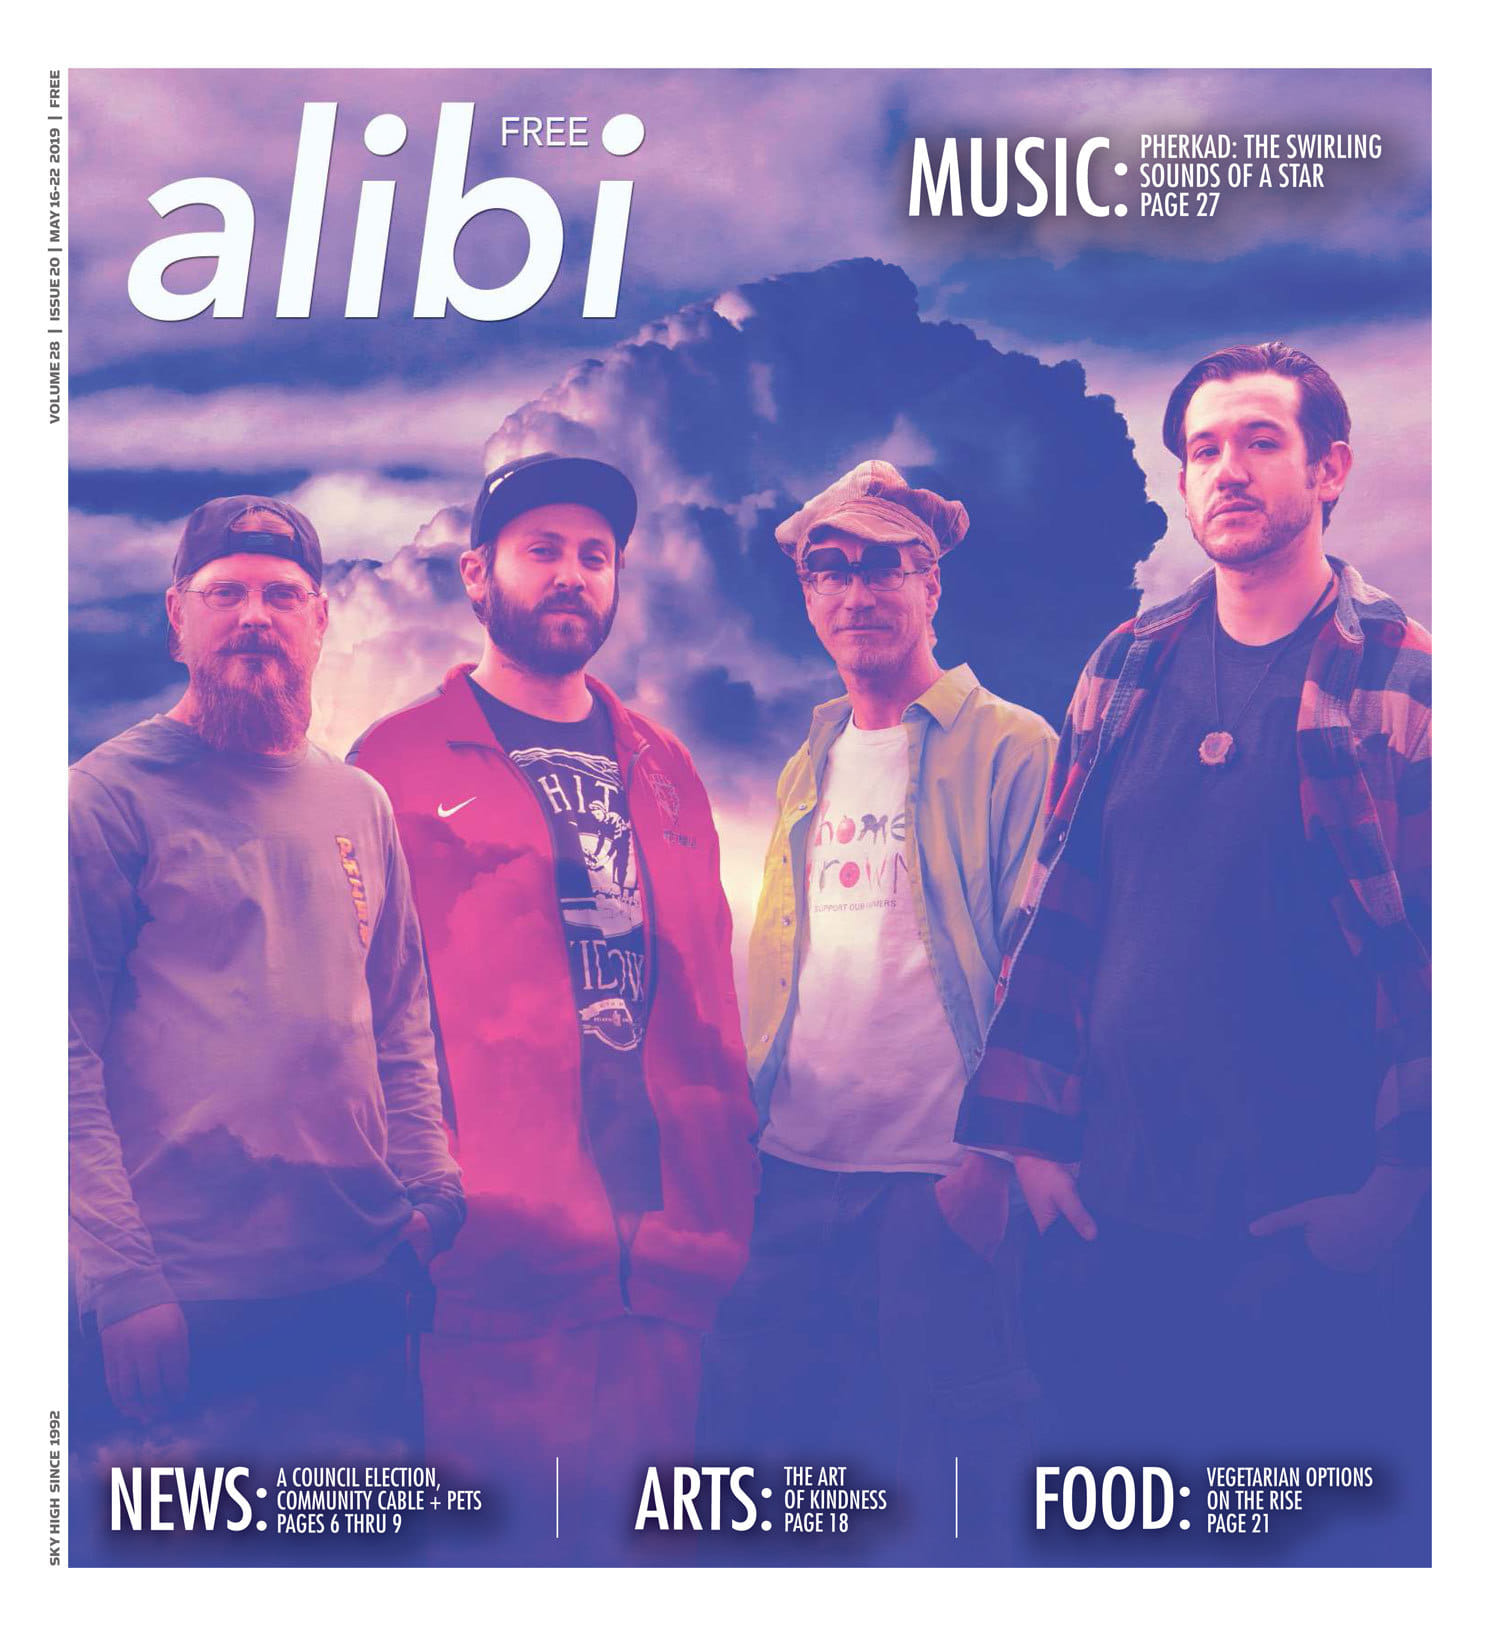 VOLUME 28 | ISSUE 20 | MAY 16-22 2019 | FREE
alibi
FREE
MUSIC:
PHERKAD: THE SWIRLING
SOUNDS OF A STAR
PAGE 27
HIT
home
grown
SUPPORT OUR FARMERS
SKY HIGH SINCE 1992
NEWS:
A COUNCIL ELECTION,
COMMUNITY CABLE + PETS
PAGES 6 THRU 9
ARTS:
THE ART
OF KINDNESS
PAGE 18
FOOD:
VEGETARIAN OPTIONS
ON THE RISE
PAGE 21